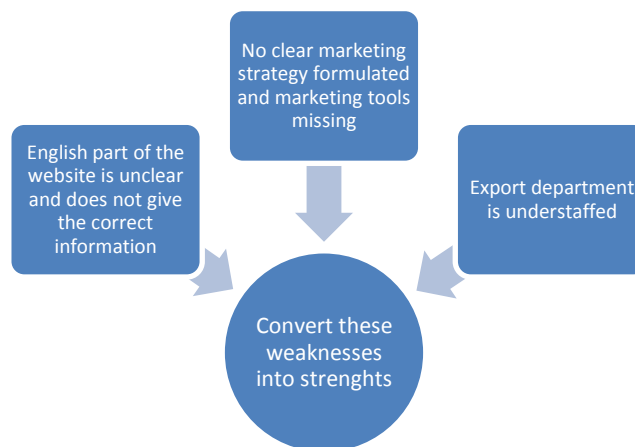 No clear marketing
strategy formulated
and marketing tools
missing
English part of the
website is unclear
and does not give
the correct
information
Export department
is understaffed
Convert these
weaknesses
into strenghts